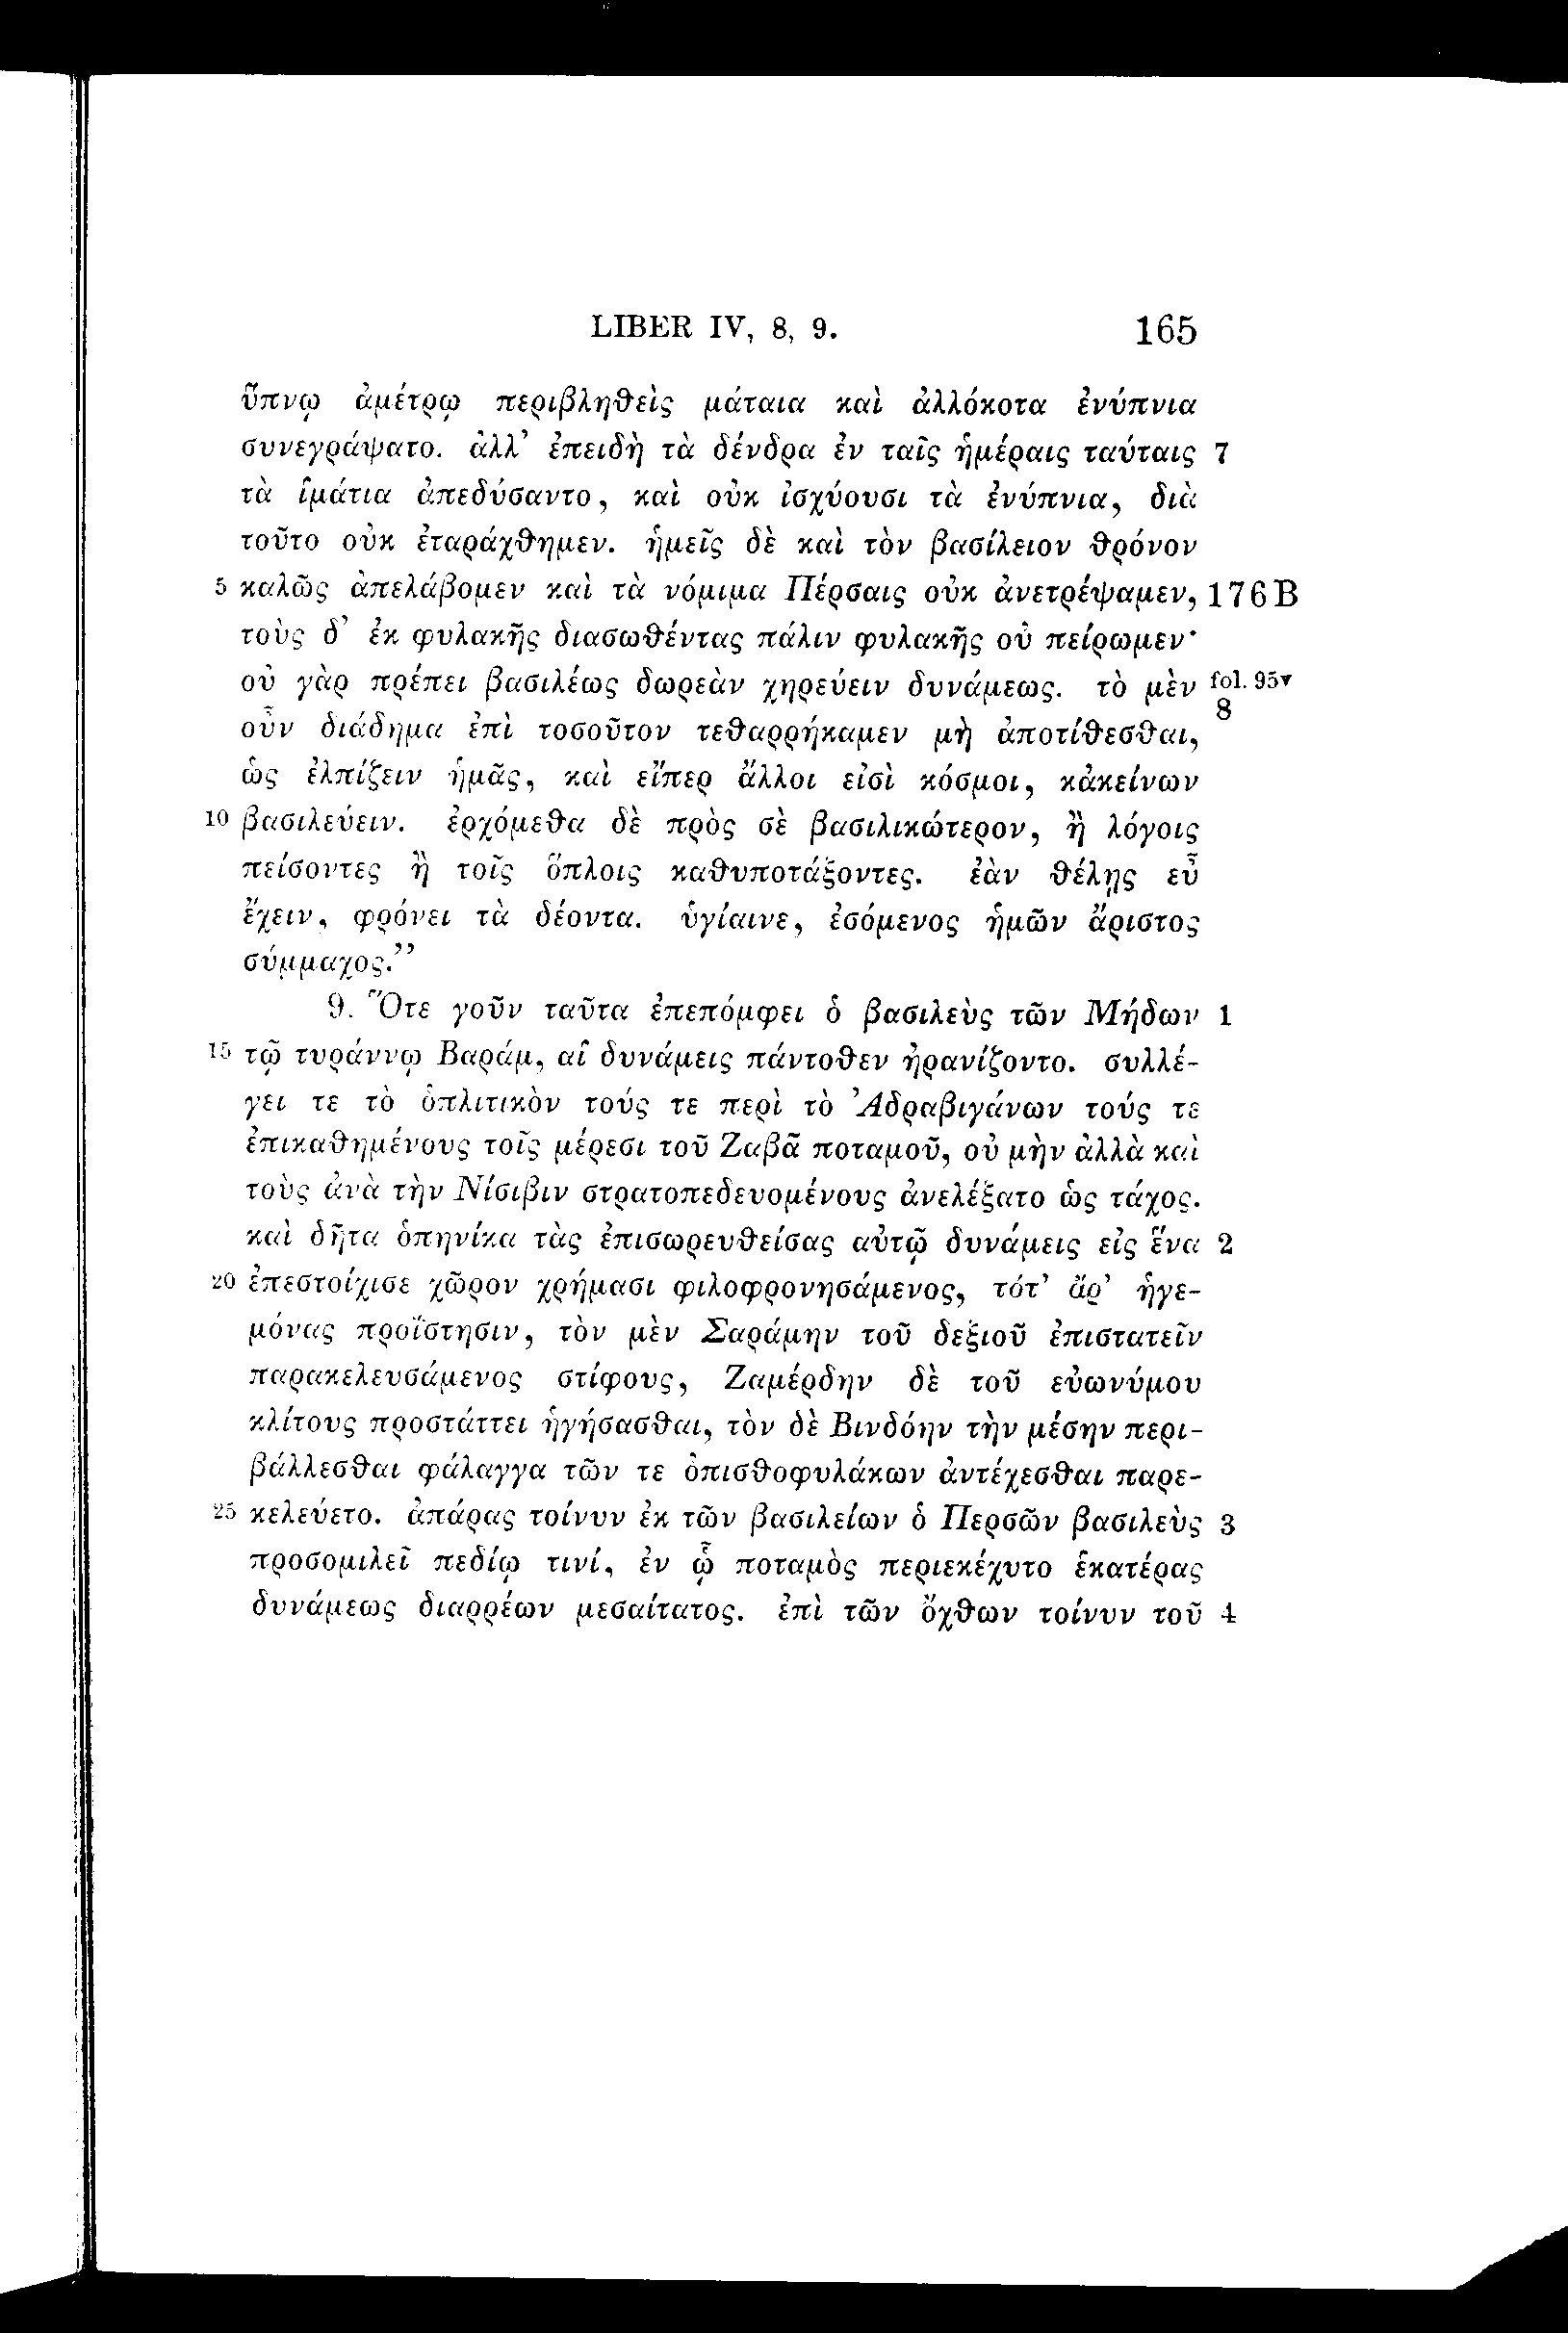 LIBER IV, 8, 9. 165
ὕπνῳ ἀμέτρῳ περιβληθεὶς μάταια καὶ ἀλλόκοτα ἐνύπνια
συνεγράψατο. ἀλλ’ ἐπειδὴ τὰ δένδρα ἐν ταῖς ἡμέραις ταύταις 7
τὰ ἱμάτια ἀπεδύσαντο, καὶ οὐκ ἰσχύουσι τὰ ἐνύπνια, διὰ
τοῦτο οὐκ ἐταράχθημεν. ἡμεῖς δὲ καὶ τὸν βασίλειον θρόνον
5 καλῶς ἀπελάβομεν καὶ τὰ νόμιμα Πέρσαις οὐκ ἀνετρέψαμεν, 176 B
τοὺς δ’ ἐκ φυλακῆς διασωθέντας πάλιν φυλακῆς οὐ πείρωμεν·
οὐ γὰρ πρέπει βασιλέως δωρεὰν χηρεύειν δυνάμεως. τὸ μὲν fol. 95v
8
οὖν διάδημα ἐπὶ τοσοῦτον τεθαρρήκαμεν μὴ ἀποτίθεσθαι,
ὡς ἐλπίζειν ἡμᾶς, καὶ εἴπερ ἄλλοι εἰσὶ κόσμοι, κἀκείνων
10 βασιλεύειν. ἐρχόμεθα δὲ πρὸς σὲ βασιλικώτερον, ἢ λόγοις
πείσοντες ἢ τοῖς ὅπλοις καθυποτάξοντες. ἐὰν θέλῃς εὖ
ἔχειν, φρόνει τὰ δέοντα. ὑγίαινε, ἐσόμενος ἡμῶν ἄριστος
σύμμαχος.”
9. Ὅτε γοῦν ταῦτα ἐπεπόμφει ὁ βασιλεὺς τῶν Μήδων 1
15 τῷ τυράννῳ Βαράμ, αἱ δυνάμεις πάντοθεν ἠρανίζοντο. συλλέ-
γει τε τὸ ὁπλιτικὸν τούς τε περὶ τὸ Ἀδραβιγάνων τούς τε
ἐπικαθημένους τοῖς μέρεσι τοῦ Ζαβᾶ ποταμοῦ, οὐ μὴν ἀλλὰ καὶ
τοὺς ἀνὰ τὴν Νίσιβιν στρατοπεδευομένους ἀνελέξατο ὡς τάχος.
καὶ δῆτα ὁπηνίκα τὰς ἐπισωρευθείσας αὐτῷ δυνάμεις εἰς ἕνα 2
20 ἐπεστοίχισε χῶρον χρήμασι φιλοφρονησάμενος, τότ’ ἄρ’ ἡγε-
μόνας προΐστησιν, τὸν μὲν Σαράμην τοῦ δεξιοῦ ἐπιστατεῖν
παρακελευσάμενος στίφους, Ζαμέρδην δὲ τοῦ εὐωνύμου
κλίτους προστάττει ἡγήσασθαι, τὸν δὲ Βινδόην τὴν μέσην περι-
βάλλεσθαι φάλαγγα τῶν τε ὀπισθοφυλάκων ἀντέχεσθαι παρε-
25 κελεύετο. ἀπάρας τοίνυν ἐκ τῶν βασιλείων ὁ Περσῶν βασιλεὺς 3
προσομιλεῖ πεδίῳ τινί, ἐν ᾧ ποταμὸς περιεκέχυτο ἑκατέρας
δυνάμεως διαρρέων μεσαίτατος. ἐπὶ τῶν ὄχθων τοίνυν τοῦ 4